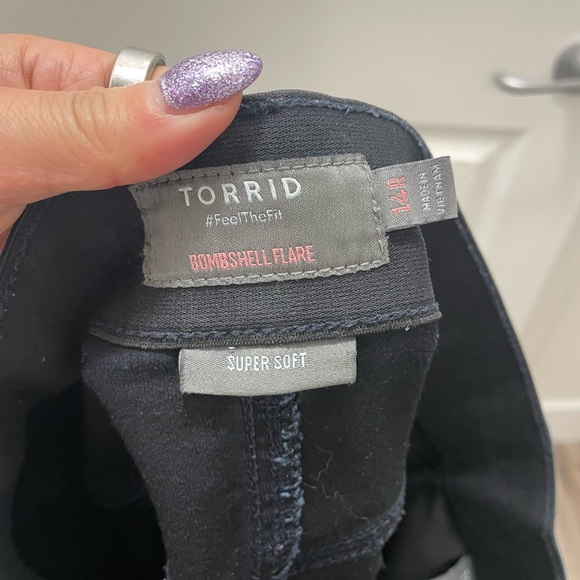 TORRID
#FeelTheFit
BOMBSHELL FLARE
14R
MADE IN
VIETNAM
SUPER SOFT